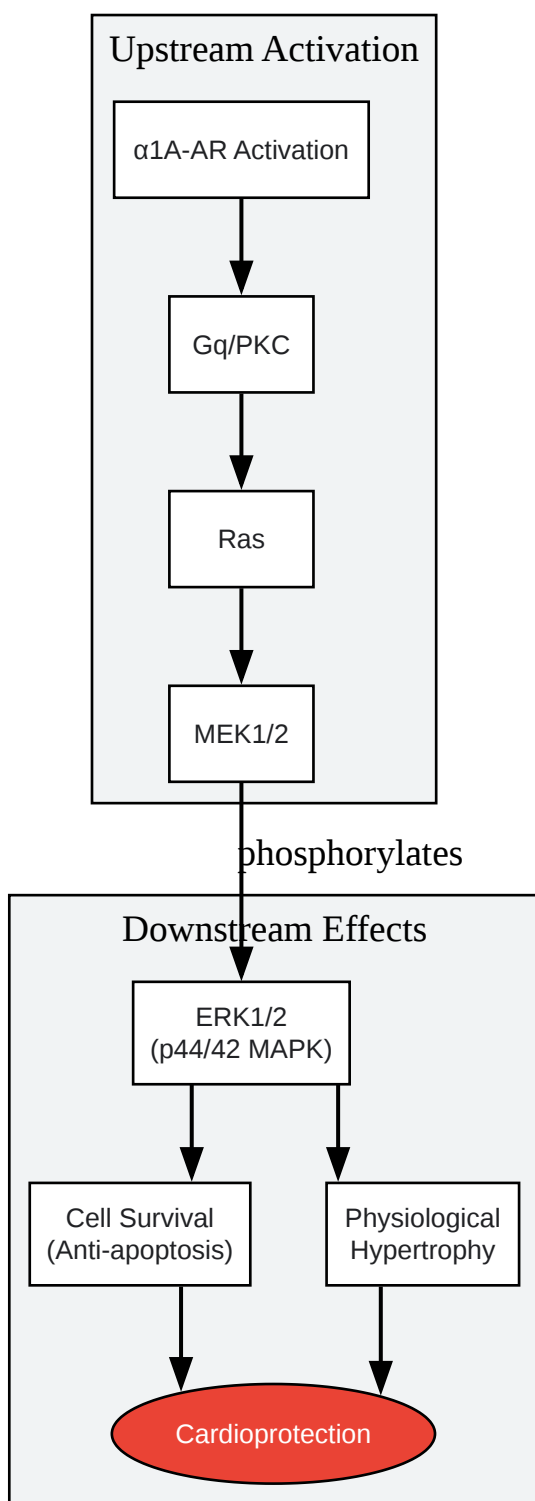 Upstream Activation
α1A-AR Activation
Gq/PKC
Ras
MEK1/2
phosphorylates
Downstream Effects
ERK1/2
(p44/42 MAPK)
Cell Survival
(Anti-apoptosis)
Physiological
Hypertrophy
Cardioprotection